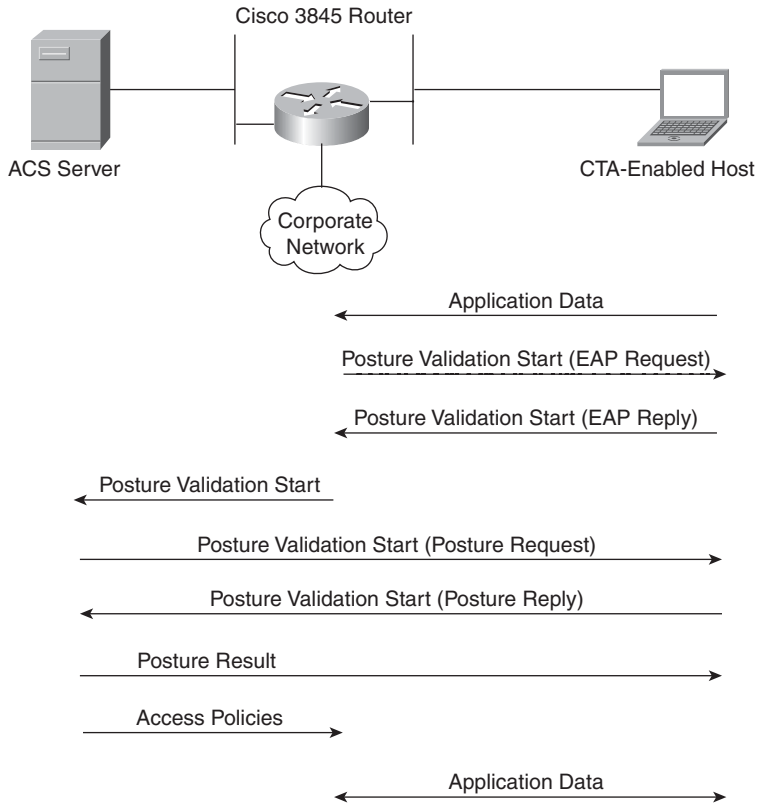 Cisco 3845 Router
ACS Server
CTA-Enabled Host
Corporate
Network
Application Data
Posture Validation Start (EAP Request)
Posture Validation Start (EAP Reply)
Posture Validation Start
Posture Validation Start (Posture Request)
Posture Validation Start (Posture Reply)
Posture Result
Access Policies
Application Data